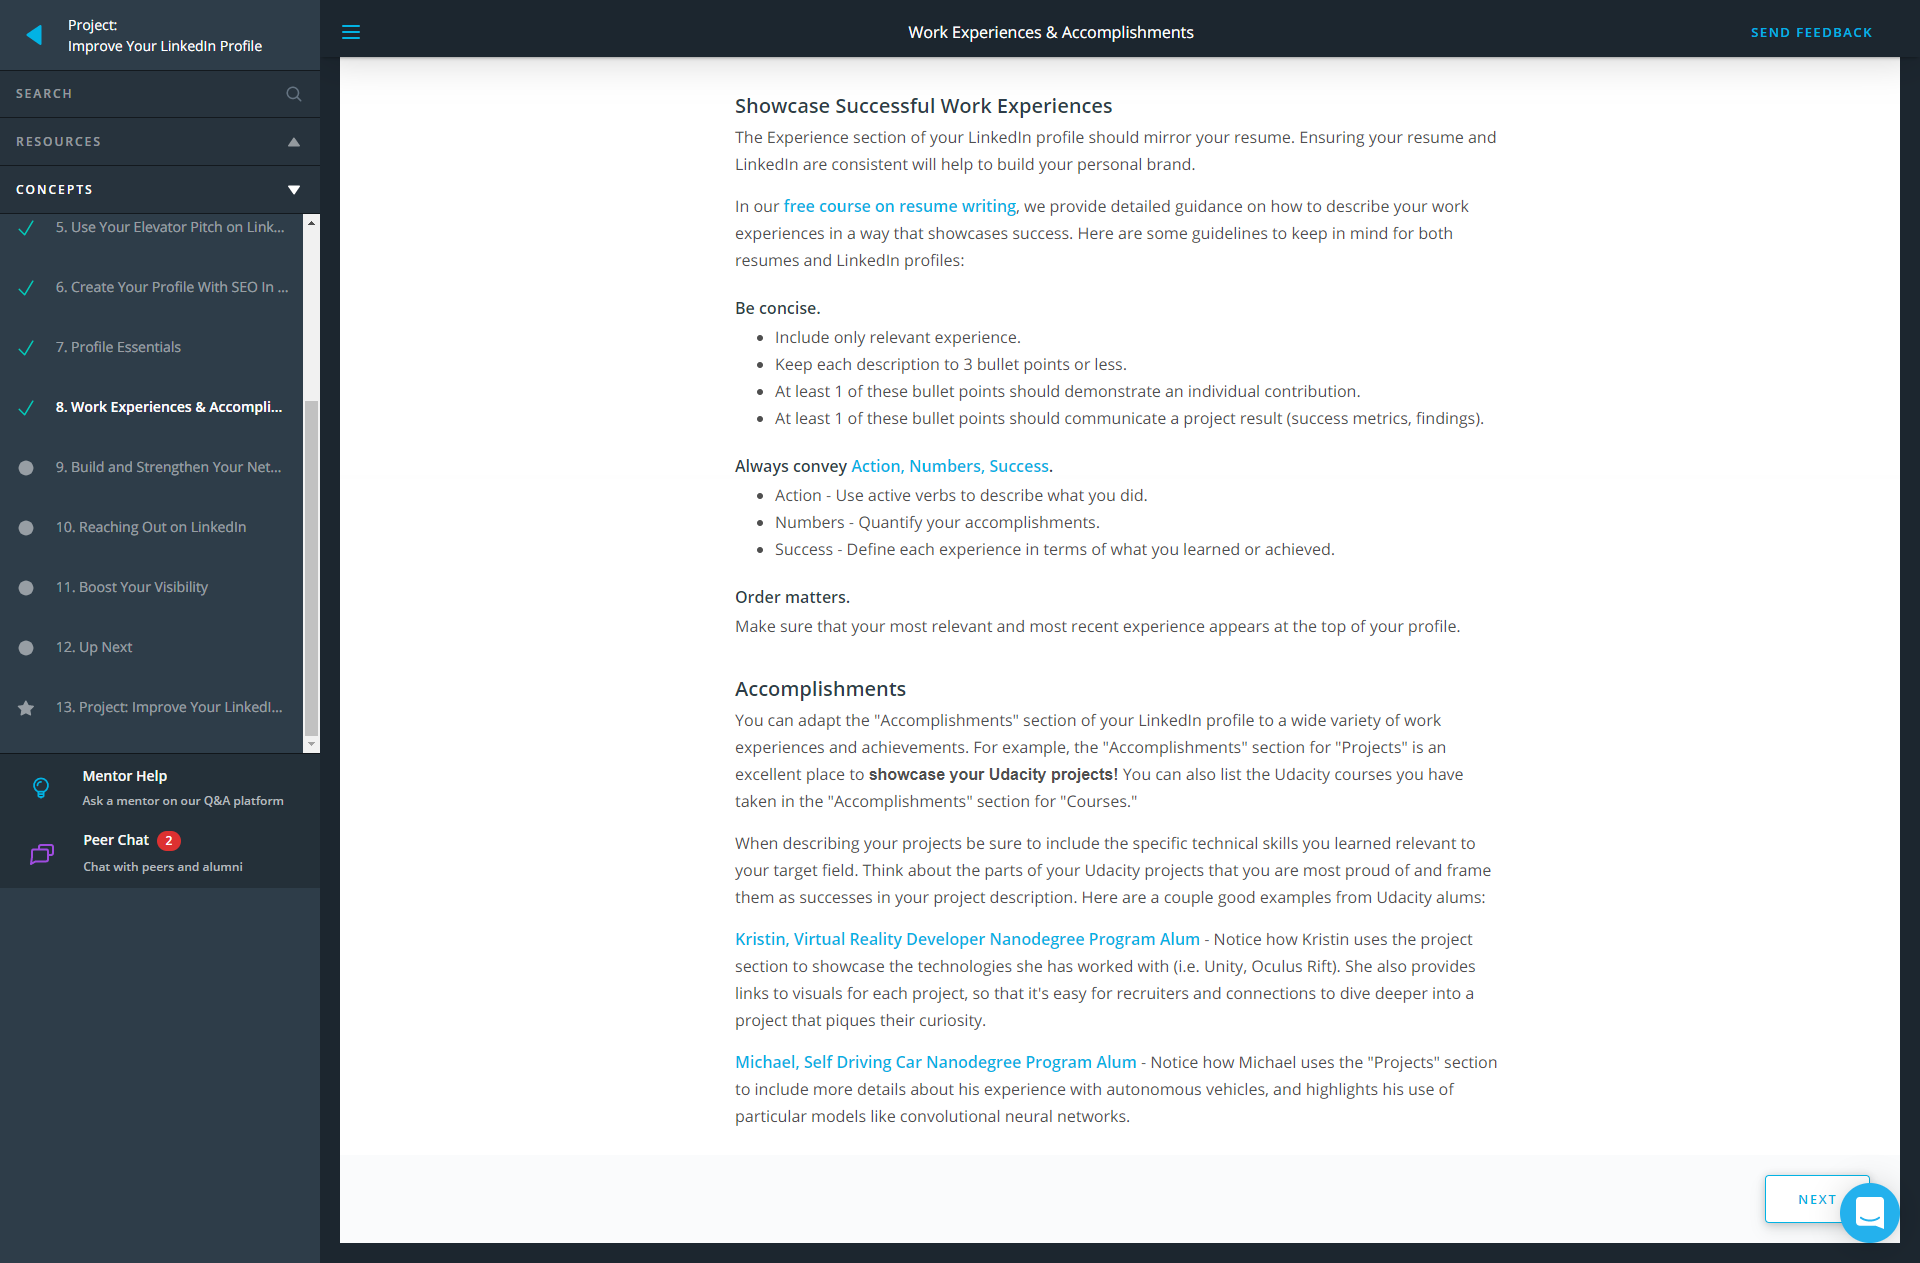 Project:
Improve Your LinkedIn Profile
SEARCH
RESOURCES
CONCEPTS
5. Use Your Elevator Pitch on Link...
6. Create Your Profile With SEO In ...
7. Profile Essentials
8. Work Experiences & Accompli...
9. Build and Strengthen Your Net...
10. Reaching Out on LinkedIn
11. Boost Your Visibility
12. Up Next
13. Project: Improve Your LinkedI...
Mentor Help
Ask a mentor on our Q&A platform
Peer Chat 2
Chat with peers and alumni
Work Experiences & Accomplishments
SEND FEEDBACK
Showcase Successful Work Experiences
The Experience section of your LinkedIn profile should mirror your resume. Ensuring your resume and
LinkedIn are consistent will help to build your personal brand.
In our free course on resume writing, we provide detailed guidance on how to describe your work
experiences in a way that showcases success. Here are some guidelines to keep in mind for both
resumes and LinkedIn profiles:
Be concise.
• Include only relevant experience.
• Keep each description to 3 bullet points or less.
• At least 1 of these bullet points should demonstrate an individual contribution.
• At least 1 of these bullet points should communicate a project result (success metrics, findings).
Always convey Action, Numbers, Success.
• Action - Use active verbs to describe what you did.
• Numbers - Quantify your accomplishments.
• Success - Define each experience in terms of what you learned or achieved.
Order matters.
Make sure that your most relevant and most recent experience appears at the top of your profile.
Accomplishments
You can adapt the "Accomplishments" section of your LinkedIn profile to a wide variety of work
experiences and achievements. For example, the "Accomplishments" section for "Projects" is an
excellent place to showcase your Udacity projects! You can also list the Udacity courses you have
taken in the "Accomplishments" section for "Courses."
When describing your projects be sure to include the specific technical skills you learned relevant to
your target field. Think about the parts of your Udacity projects that you are most proud of and frame
them as successes in your project description. Here are a couple good examples from Udacity alums:
Kristin, Virtual Reality Developer Nanodegree Program Alum - Notice how Kristin uses the project
section to showcase the technologies she has worked with (i.e. Unity, Oculus Rift). She also provides
links to visuals for each project, so that it's easy for recruiters and connections to dive deeper into a
project that piques their curiosity.
Michael, Self Driving Car Nanodegree Program Alum - Notice how Michael uses the "Projects" section
to include more details about his experience with autonomous vehicles, and highlights his use of
particular models like convolutional neural networks.
NEXT